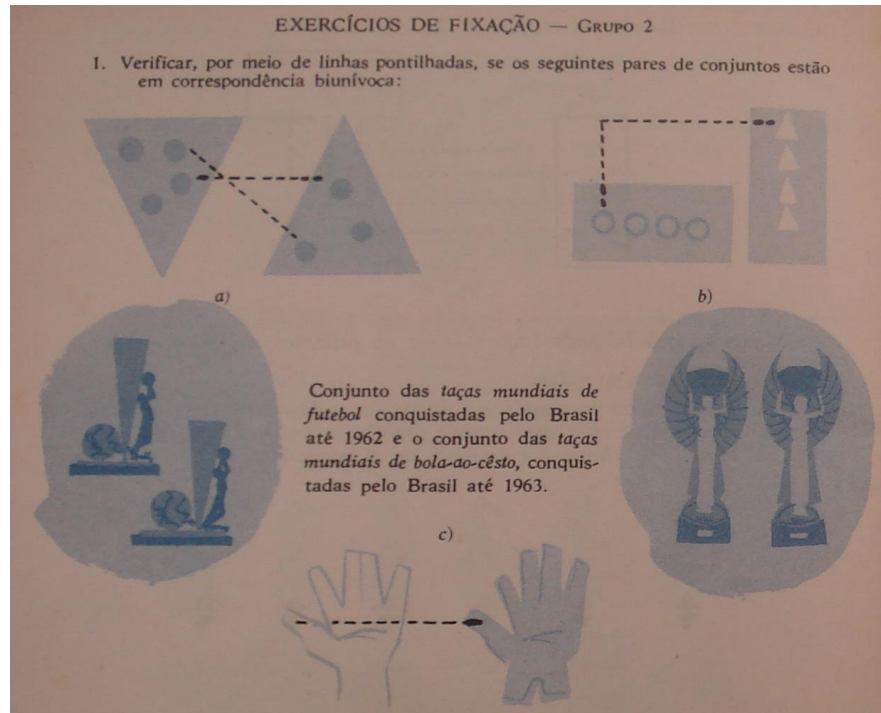 EXERCÍCIOS DE FIXAÇÃO — GRUPO 2
1. Verificar, por meio de linhas pontilhadas, se os seguintes pares de conjuntos estão
em correspondência biunívoca:
a)
b)
Conjunto das taças mundiais de
futebol conquistadas pelo Brasil
até 1962 e o conjunto das taças
mundiais de bola-ao-cêsto, conquis-
tadas pelo Brasil até 1963.
c)